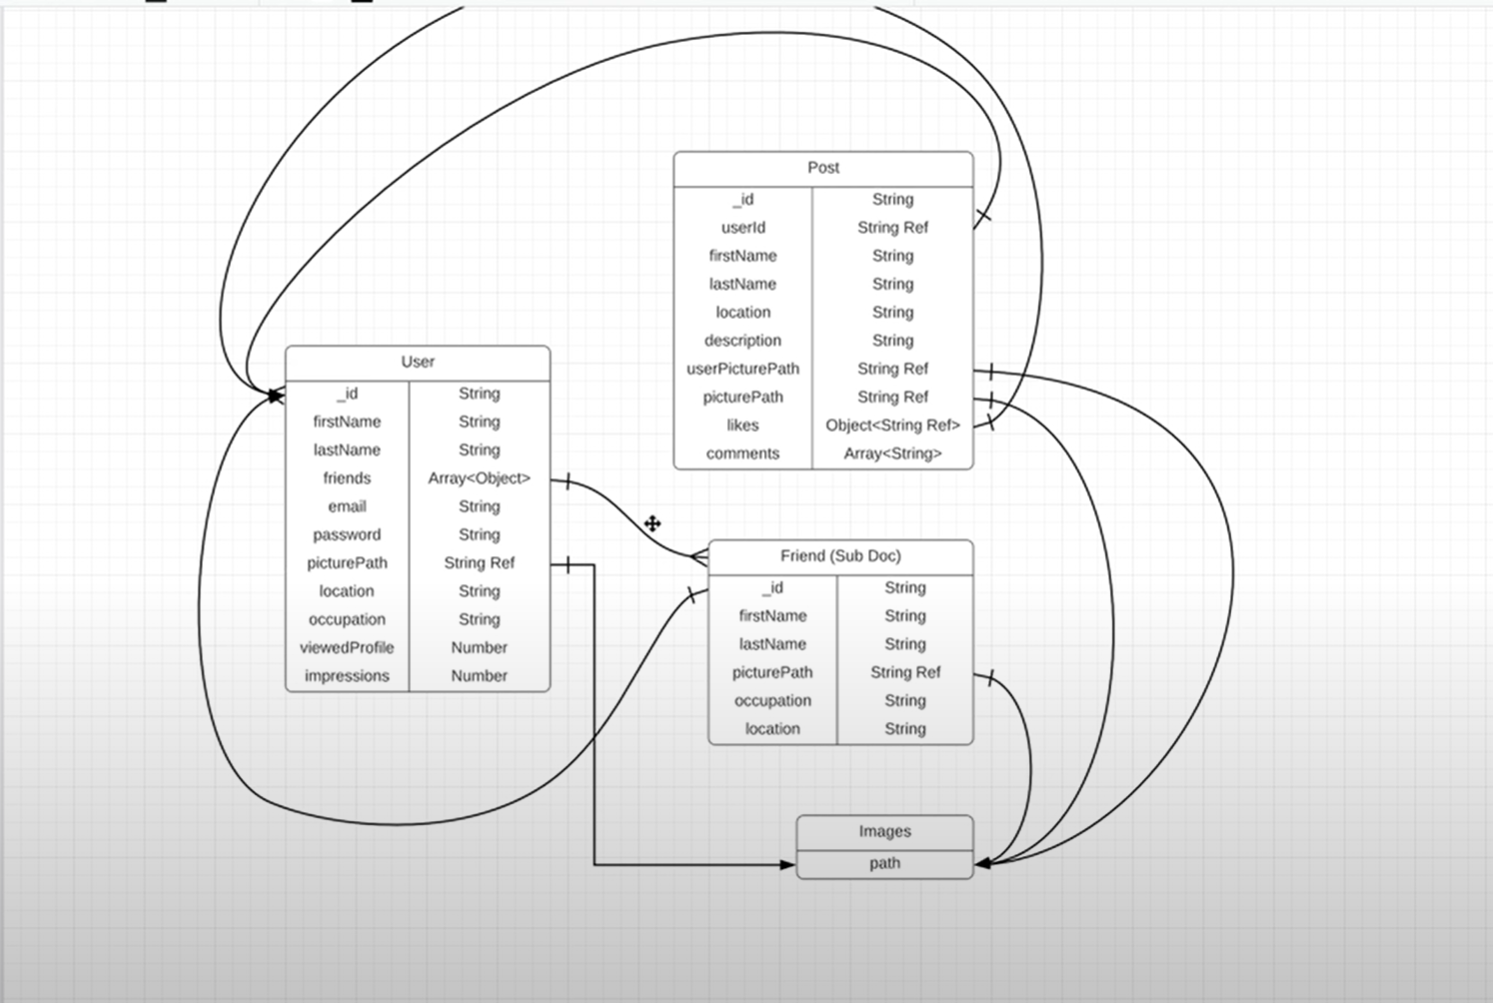 Post
_id String
userId String Ref
firstName String
lastName String
location String
description String
userPicturePath String Ref
picturePath String Ref
likes Object<String Ref>
comments Array<String>
User
_id String
firstName String
lastName String
friends Array<Object>
email String
password String
picturePath String Ref
location String
occupation String
viewedProfile Number
impressions Number
Friend (Sub Doc)
_id String
firstName String
lastName String
picturePath String Ref
occupation String
location String
Images
path